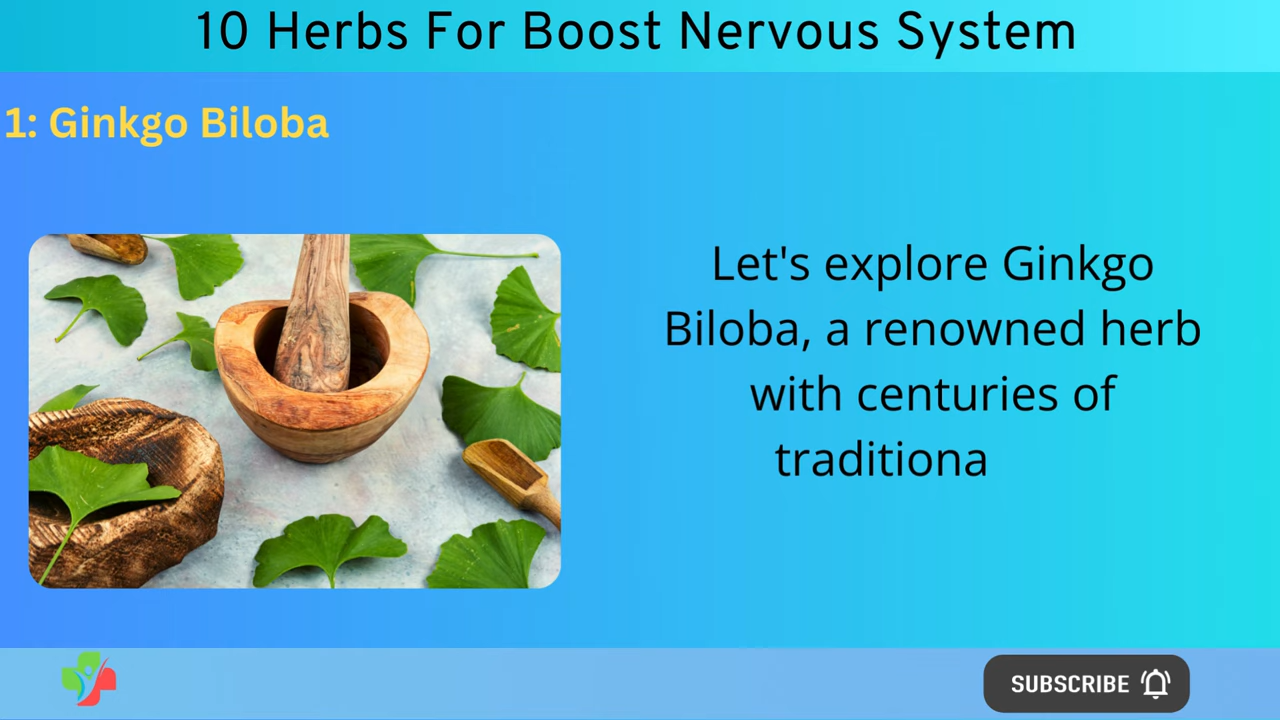 10 Herbs For Boost Nervous System
1: Ginkgo Biloba
Let's explore Ginkgo
Biloba, a renowned herb
with centuries of
traditiona
SUBSCRIBE